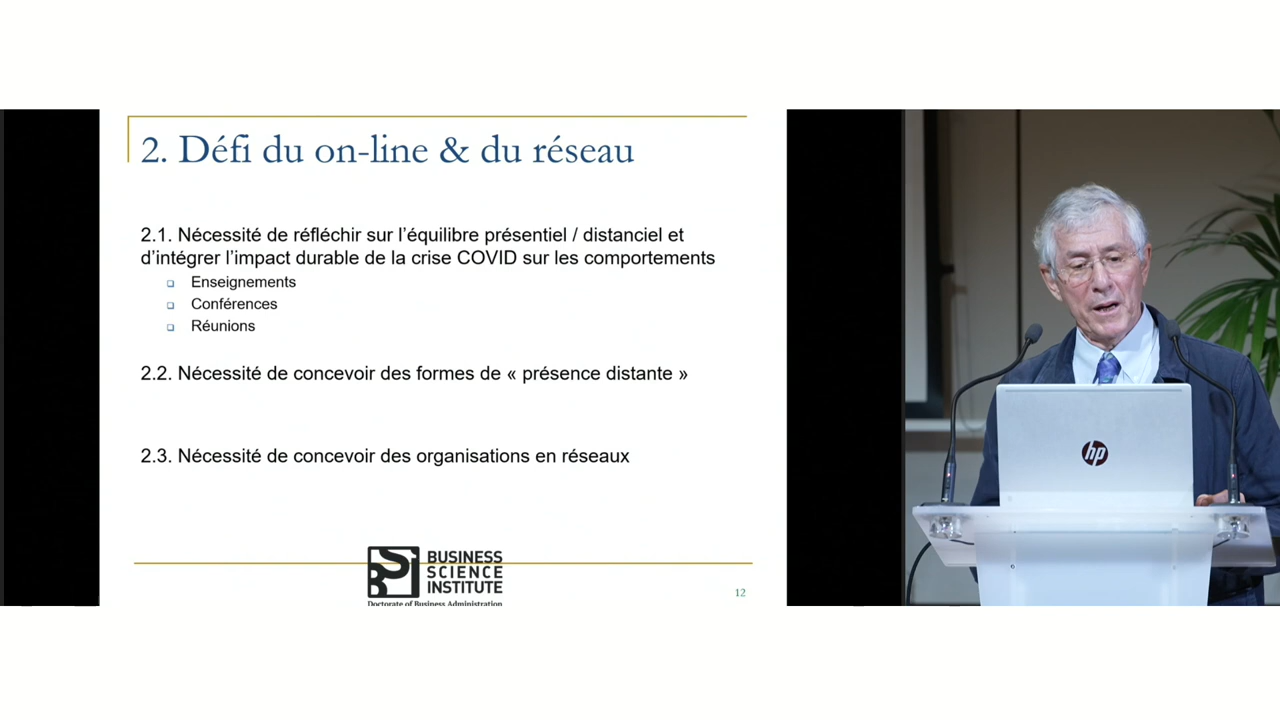 2. Défi du on-line & du réseau
2.1. Nécessité de réfléchir sur l’équilibre présentiel / distanciel et
d’intégrer l’impact durable de la crise COVID sur les comportements
Enseignements
Conférences
Réunions
2.2. Nécessité de concevoir des formes de « présence distante »
2.3. Nécessité de concevoir des organisations en réseaux
BUSINESS
SCIENCE
INSTITUTE
Doctorate of Business Administration
12
hp